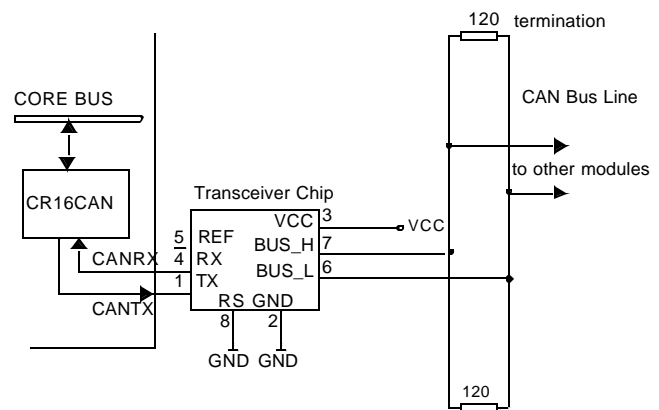 120 termination
CORE BUS
CAN Bus Line
to other modules
CR16CAN
Transceiver Chip
VCC 3 VCC
5 REF
BUS_H 7
CANRX 4 RX
BUS_L 6
1 TX
CANTX
RS GND
8 2
GND GND
120